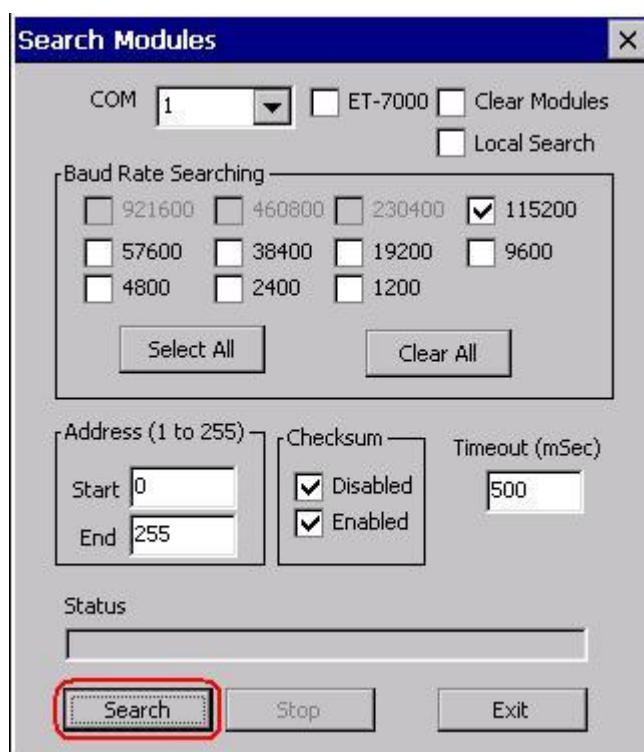 Search Modules
COM 1 ET-7000 Clear Modules
Local Search
Baud Rate Searching
921600 460800 230400 115200
57600 38400 19200 9600
4800 2400 1200
Select All Clear All
Address (1 to 255) Checksum Timeout (mSec)
Start 0 Disabled 500
End 255 Enabled
Status
Search Stop Exit